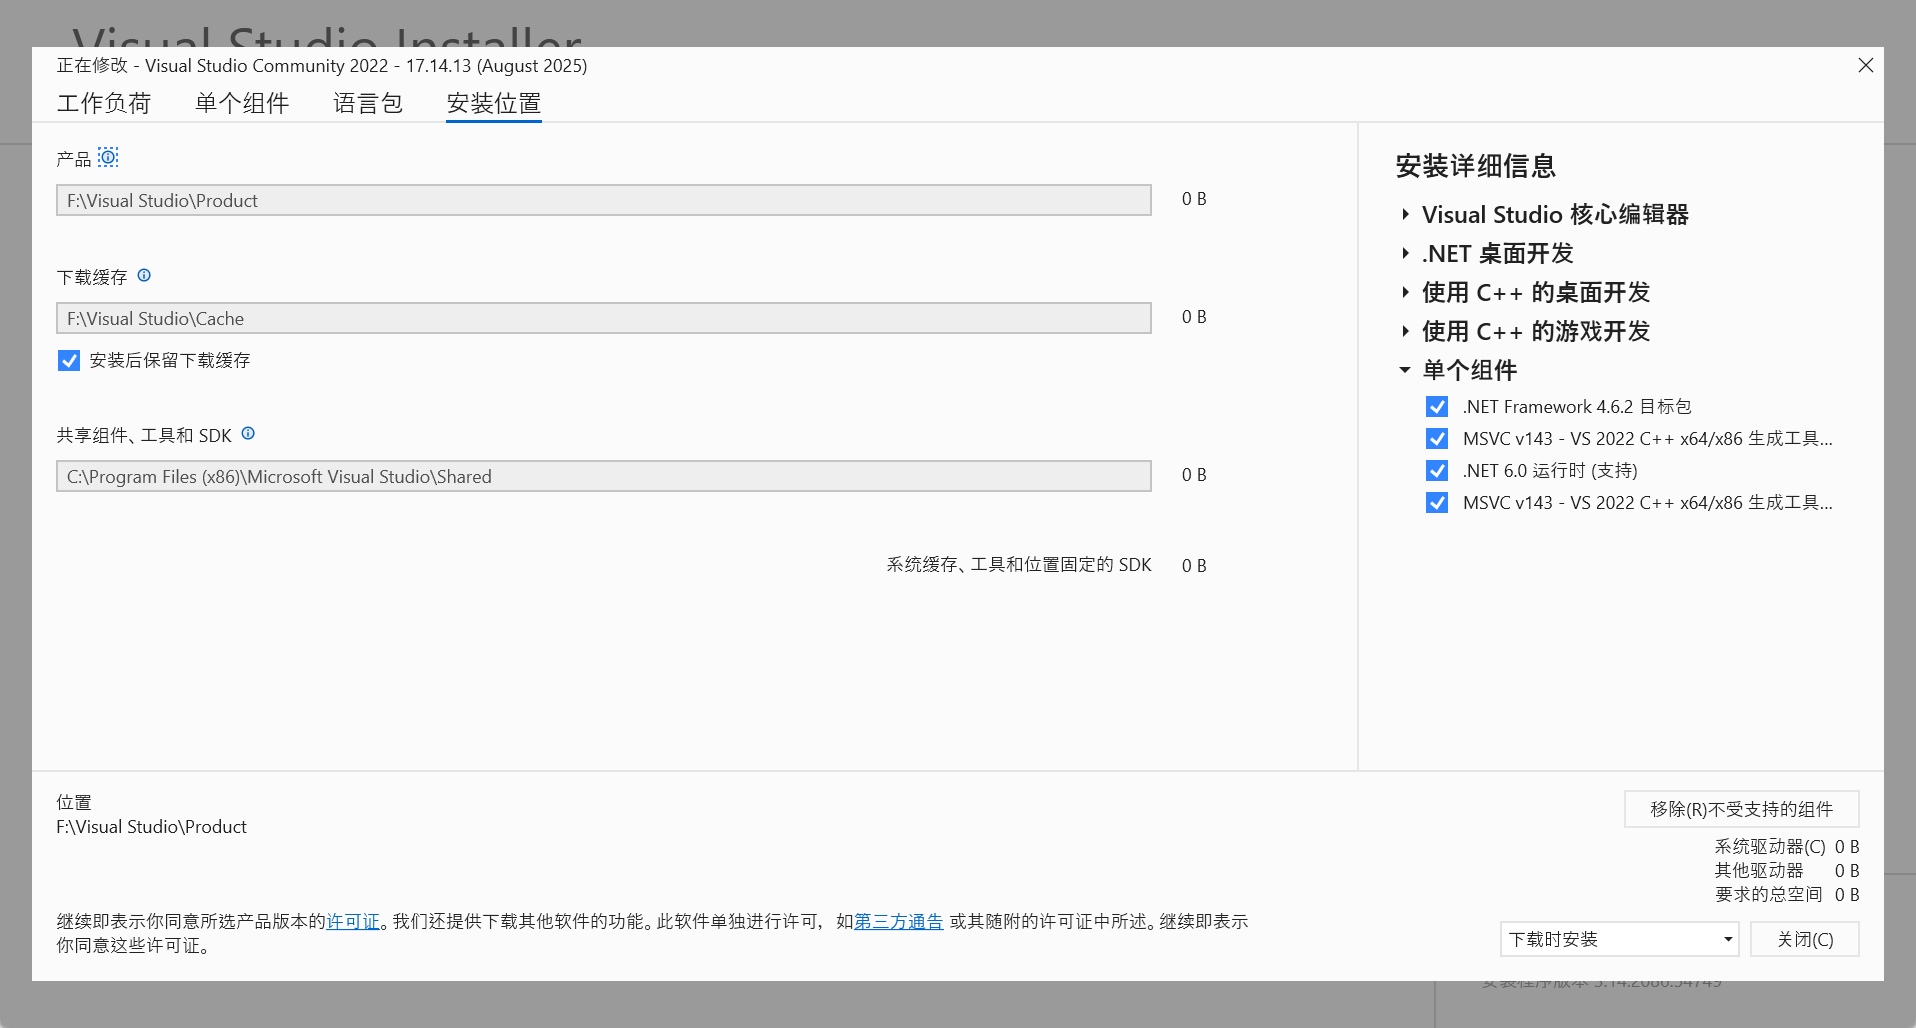 Visual Studio Installer
正在修改 - Visual Studio Community 2022 - 17.14.13 (August 2025)
工作负荷 单个组件 语言包 安装位置
产品
F:\Visual Studio\Product 0 B
下载缓存
F:\Visual Studio\Cache 0 B
安装后保留下载缓存
共享组件、工具和 SDK
C:\Program Files (x86)\Microsoft Visual Studio\Shared 0 B
系统缓存、工具和位置固定的 SDK 0 B
安装详细信息
Visual Studio 核心编辑器
.NET 桌面开发
使用 C++ 的桌面开发
使用 C++ 的游戏开发
单个组件
.NET Framework 4.6.2 目标包
MSVC v143 - VS 2022 C++ x64/x86 生成工具...
.NET 6.0 运行时 (支持)
MSVC v143 - VS 2022 C++ x64/x86 生成工具...
位置
F:\Visual Studio\Product
移除(R)不受支持的组件
系统驱动器(C) 0 B
其他驱动器 0 B
要求的总空间 0 B
继续即表示你同意所选产品版本的许可证。我们还提供下载其他软件的功能。此软件单独进行许可，如第三方通告 或其随附的许可证中所述。继续即表示
你同意这些许可证。
下载时安装
关闭(C)
安装程序版本 3.14.2086.54749